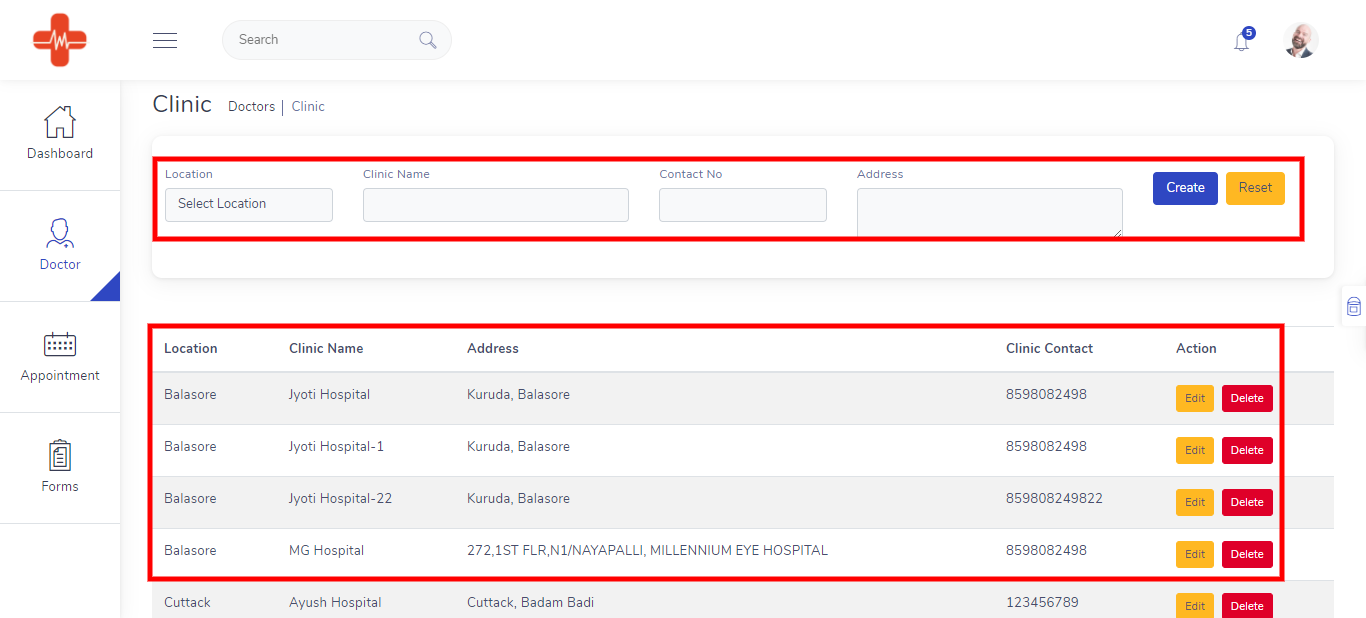 Search
5
Clinic Doctors | Clinic
Dashboard
Doctor
Appointment
Forms
Location Clinic Name Contact No Address
Select Location
Create Reset
Location Clinic Name Address Clinic Contact Action
Balasore Jyoti Hospital Kuruda, Balasore 8598082498 Edit Delete
Balasore Jyoti Hospital-1 Kuruda, Balasore 8598082498 Edit Delete
Balasore Jyoti Hospital-22 Kuruda, Balasore 859808249822 Edit Delete
Balasore MG Hospital 272,1ST FLR,N1/NAYAPALLI, MILLENNIUM EYE HOSPITAL 8598082498 Edit Delete
Cuttack Ayush Hospital Cuttack, Badam Badi 123456789 Edit Delete